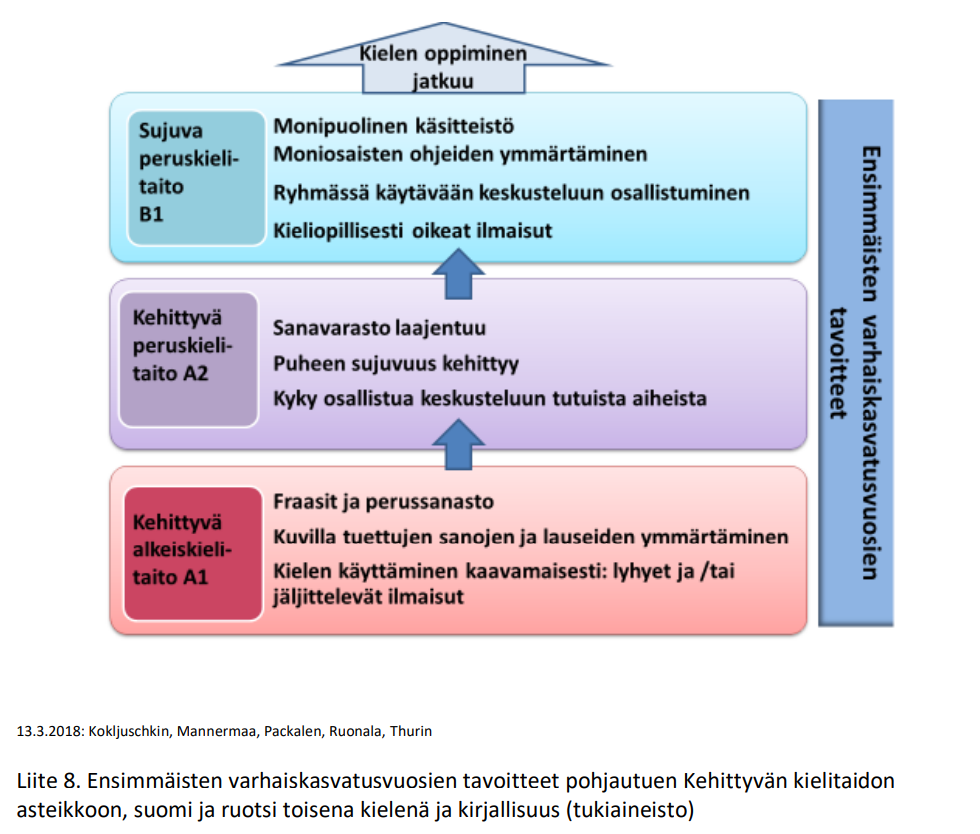 Kielen oppiminen
jatkuu
Sujuva
peruskieli-
taito
B1
Monipuolinen käsitteistö
Moniosaisten ohjeiden ymmärtäminen
Ryhmässä käytävään keskusteluun osallistuminen
Kieliopillisesti oikeat ilmaisut
Kehittyvä
peruskieli-
taito A2
Sanavarasto laajentuu
Puheen sujuvuus kehittyy
Kyky osallistua keskusteluun tutuista aiheista
Kehittyvä
alkeiskieli-
taito A1
Fraasit ja perussanasto
Kuvilla tuettujen sanojen ja lauseiden ymmärtäminen
Kielen käyttäminen kaavamaisesti: lyhyet ja /tai
jäljittelevät ilmaisut
Ensimmäisten varhaiskasvatusvuosien
tavoitteet
13.3.2018: Kokljuschkin, Mannermaa, Packalen, Ruonala, Thurin
Liite 8. Ensimmäisten varhaiskasvatusvuosien tavoitteet pohjautuen Kehittyvän kielitaidon
asteikkoon, suomi ja ruotsi toisena kielenä ja kirjallisuus (tukiaineisto)